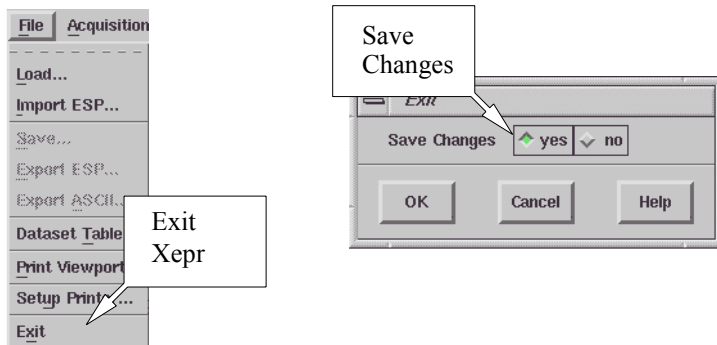 File Acquisition
Load...
Import ESP...
Save...
Export ESP...
Export ASCII...
Dataset Table
Print Viewport
Setup Printer...
Exit
Exit
Xepr
Save
Changes
Exit
Save Changes yes no
OK Cancel Help